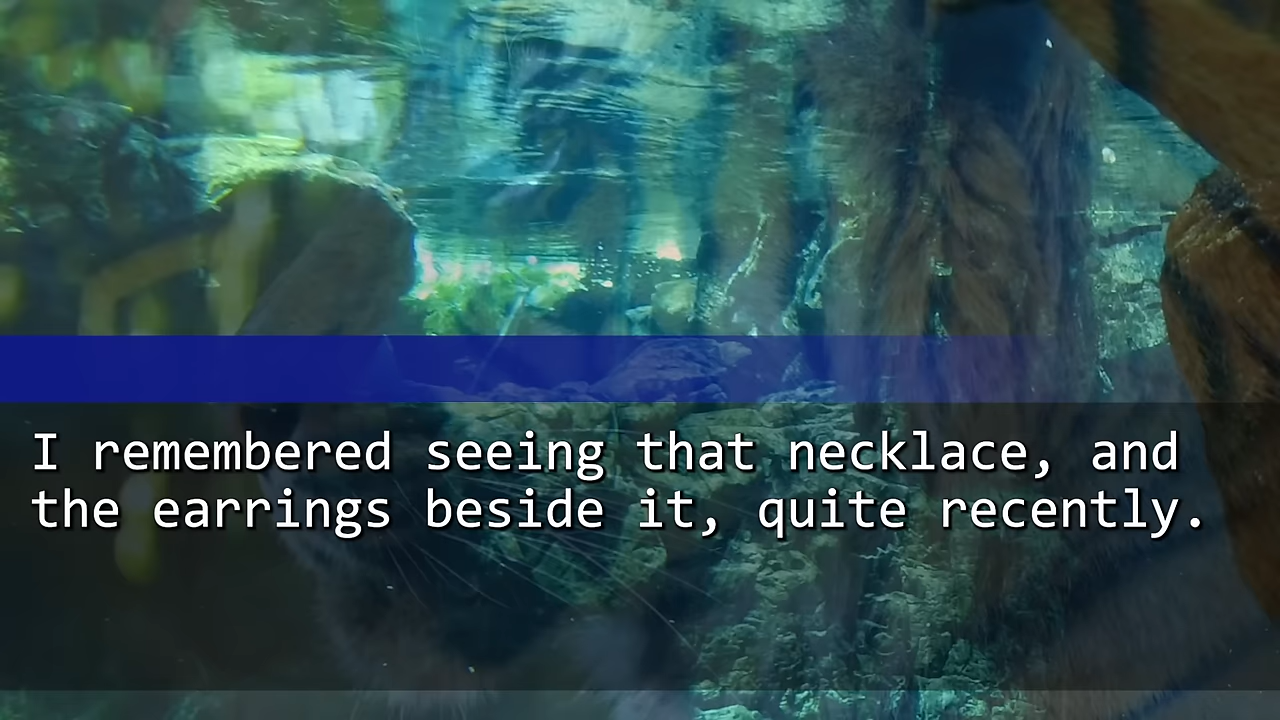 I remembered seeing that necklace, and
the earrings beside it, quite recently.